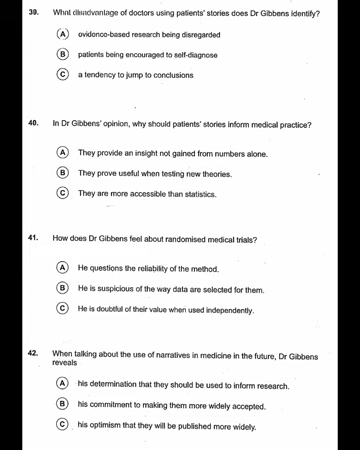 39. What disadvantage of doctors using patients' stories does Dr Gibbens identify?
A evidence-based research being disregarded
B patients being encouraged to self-diagnose
C a tendency to jump to conclusions
40. In Dr Gibbens' opinion, why should patients' stories inform medical practice?
A They provide an insight not gained from numbers alone.
B They prove useful when testing new theories.
C They are more accessible than statistics.
41. How does Dr Gibbens feel about randomised medical trials?
A He questions the reliability of the method.
B He is suspicious of the way data are selected for them.
C He is doubtful of their value when used independently.
42. When talking about the use of narratives in medicine in the future, Dr Gibbens
reveals
A his determination that they should be used to inform research.
B his commitment to making them more widely accepted.
C his optimism that they will be published more widely.